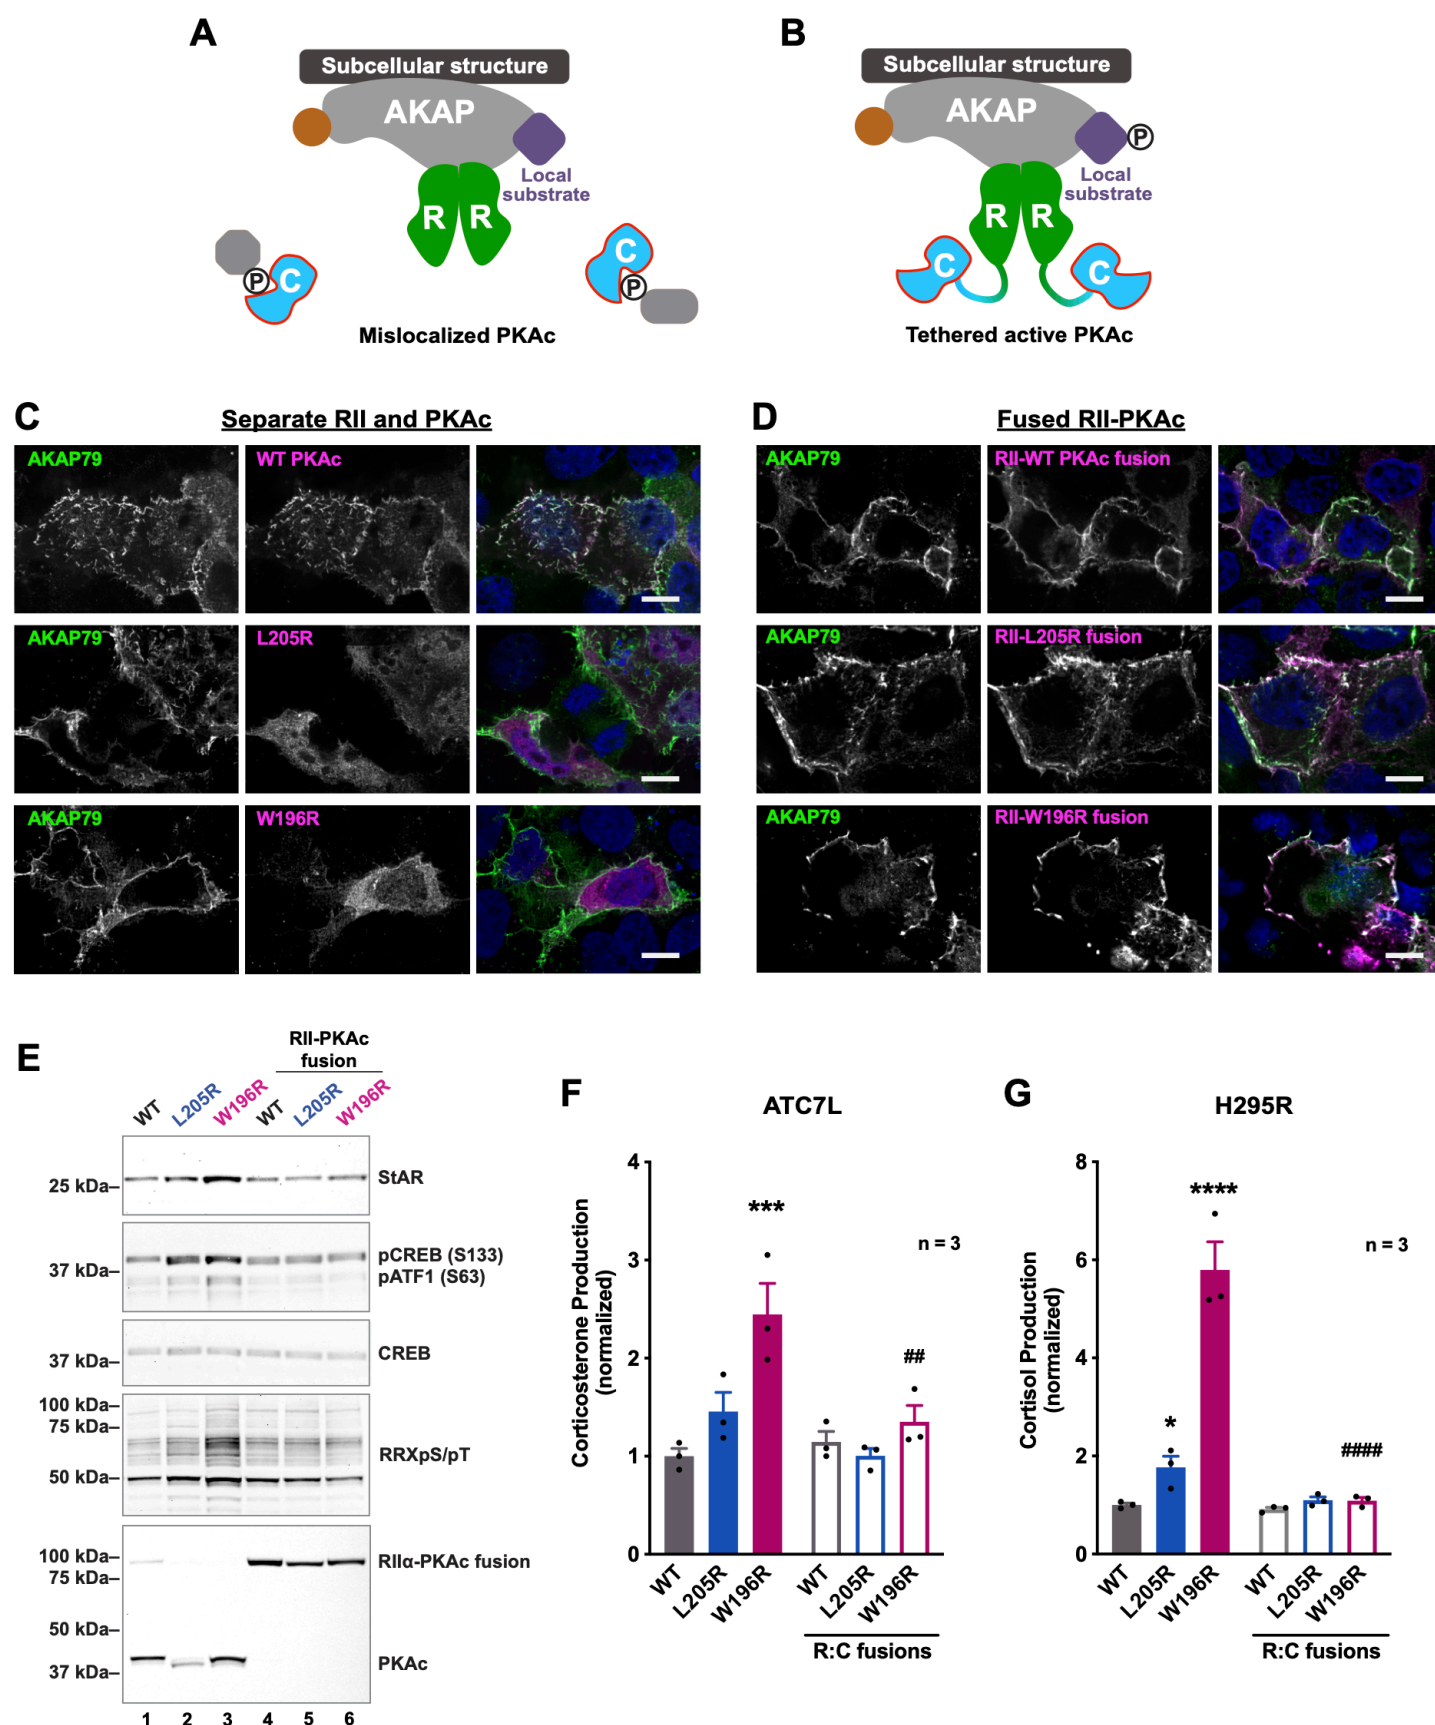 A
Subcellular structure
AKAP
Local
substrate
R R
C
P
C
P
Mislocalized PKAc
B
Subcellular structure
AKAP
P
Local
substrate
R R
C
C
Tethered active PKAc
C
Separate RII and PKAc
AKAP79 WT PKAc
AKAP79 L205R
AKAP79 W196R
D
Fused RII-PKAc
AKAP79 RII-WT PKAc fusion
AKAP79 RII-L205R fusion
AKAP79 RII-W196R fusion
E
RII-PKAc
fusion
WT L205R W196R WT L205R W196R
25 kDa– StAR
pCREB (S133)
37 kDa– pATF1 (S63)
37 kDa– CREB
100 kDa–
75 kDa–
RRXpS/pT
50 kDa–
100 kDa– RIIα-PKAc fusion
75 kDa–
50 kDa–
37 kDa– PKAc
1 2 3 4 5 6
F
ATC7L
Corticosterone Production
(normalized)
4
3
2
1
0
***
n = 3
##
WT L205R W196R WT L205R W196R
R:C fusions
G
H295R
Cortisol Production
(normalized)
8
6
4
2
0
*
****
n = 3
####
WT L205R W196R WT L205R W196R
R:C fusions